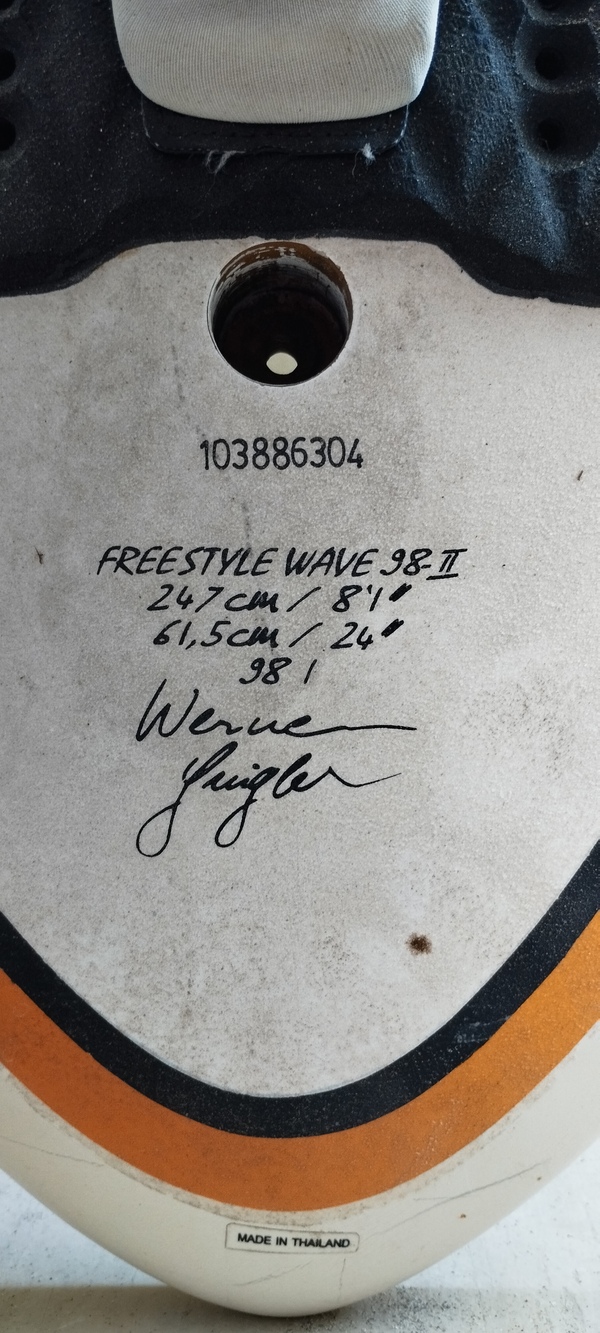 103886304
FREESTYLE WAVE 98-II
247cm / 8'1"
61,5cm / 24"
98 l
Werner
Gnigler
MADE IN THAILAND